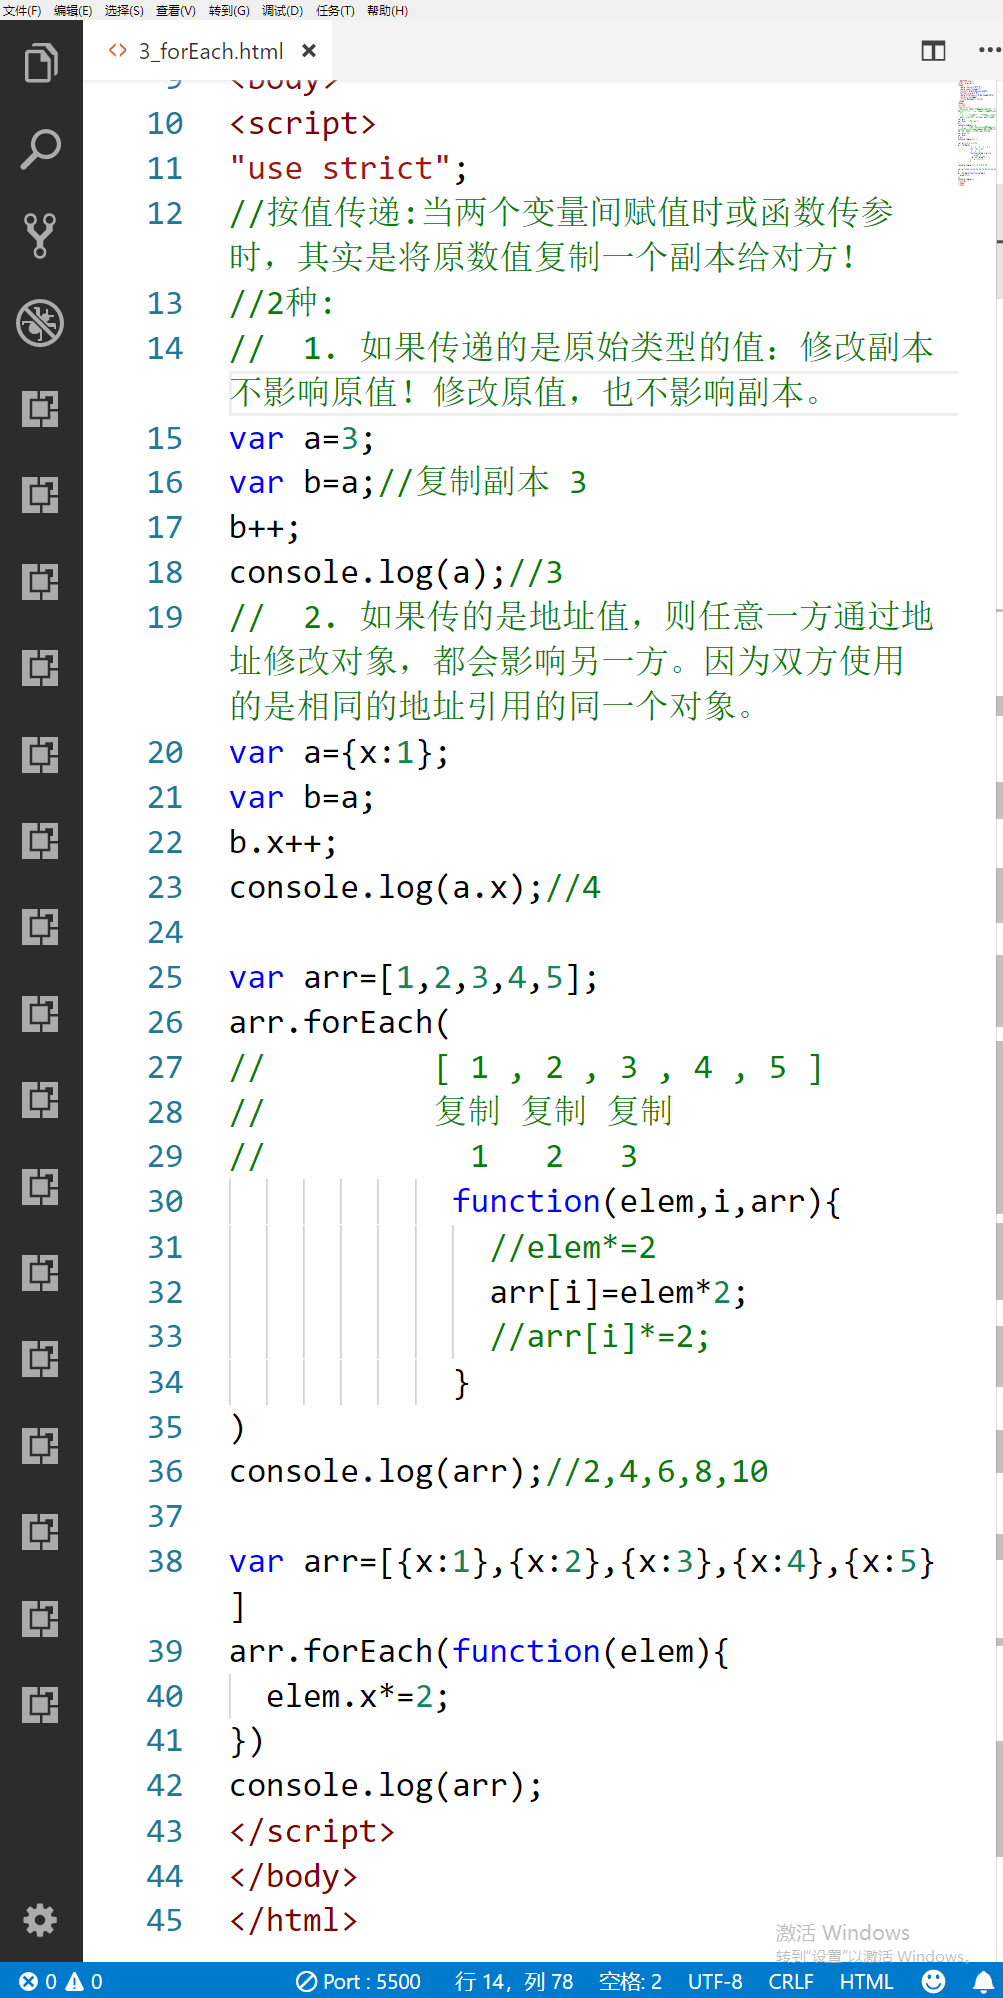 文件(F) 编辑(E) 选择(S) 查看(V) 转到(G) 调试(D) 任务(T) 帮助(H)
<> 3_forEach.html ×
9 <body>
10 <script>
11 "use strict";
12 //按值传递:当两个变量间赋值时或函数传参
时，其实是将原数值复制一个副本给对方！
13 //2种:
14 //  1. 如果传递的是原始类型的值：修改副本
不影响原值！修改原值，也不影响副本。
15 var a=3;
16 var b=a;//复制副本 3
17 b++;
18 console.log(a);//3
19 //  2. 如果传的是地址值，则任意一方通过地
址修改对象，都会影响另一方。因为双方使用
的是相同的地址引用的同一个对象。
20 var a={x:1};
21 var b=a;
22 b.x++;
23 console.log(a.x);//4
24
25 var arr=[1,2,3,4,5];
26 arr.forEach(
27 //         [ 1 , 2 , 3 , 4 , 5 ]
28 //         复制 复制 复制
29 //           1   2   3
30             function(elem,i,arr){
31               //elem*=2
32               arr[i]=elem*2;
33               //arr[i]*=2;
34             }
35 )
36 console.log(arr);//2,4,6,8,10
37
38 var arr=[{x:1},{x:2},{x:3},{x:4},{x:5}
]
39 arr.forEach(function(elem){
40   elem.x*=2;
41 })
42 console.log(arr);
43 </script>
44 </body>
45 </html>
激活 Windows
转到"设置"以激活 Windows。
0 0 Port : 5500 行 14，列 78 空格: 2 UTF-8 CRLF HTML